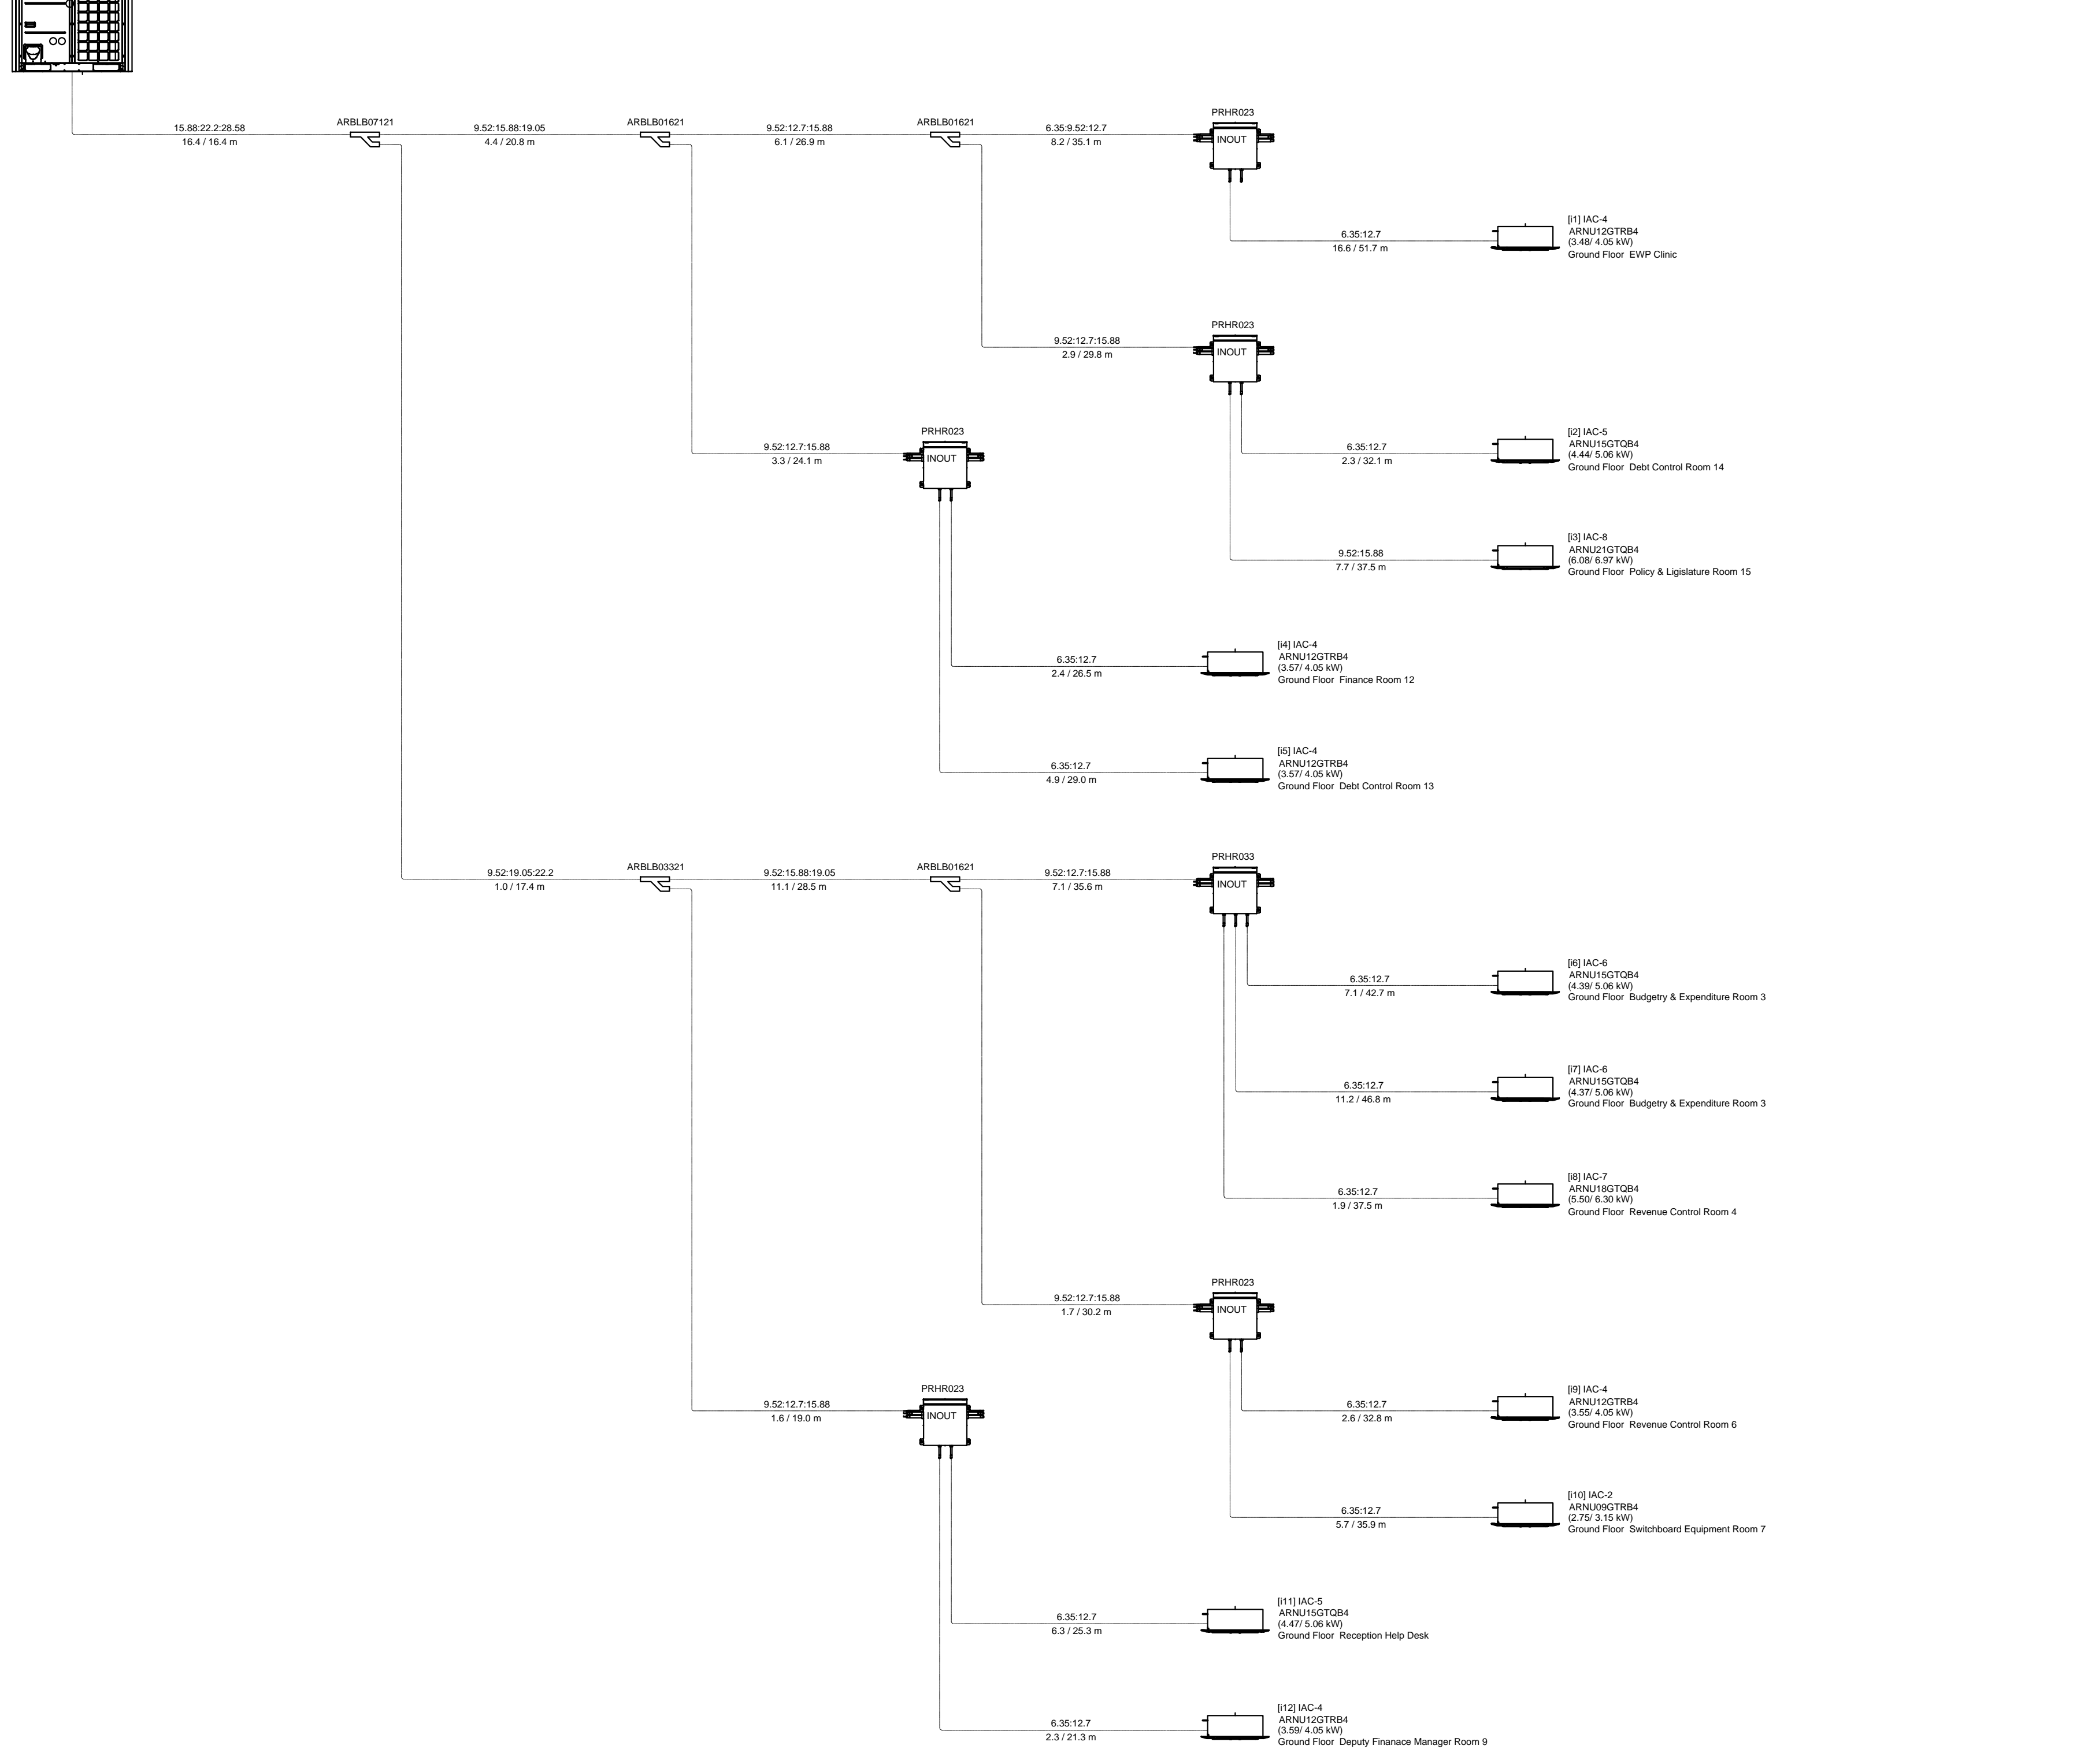 PRHR023
15.88:22.2:28.58
ARBLB07121
9.52:15.88:19.05
ARBLB01621
9.52:12.7:15.88
ARBLB01621
6.35:9.52:12.7
INOUT
16.4 / 16.4 m
4.4 / 20.8 m
6.1 / 26.9 m
8.2 / 35.1 m
[i1] IAC-4
ARNU12GTRB4
(3.48/ 4.05 kW)
Ground Floor  EWP Clinic
6.35:12.7
16.6 / 51.7 m
PRHR023
9.52:12.7:15.88
INOUT
2.9 / 29.8 m
PRHR023
9.52:12.7:15.88
INOUT
3.3 / 24.1 m
[i2] IAC-5
ARNU15GTQB4
(4.44/ 5.06 kW)
Ground Floor  Debt Control Room 14
6.35:12.7
2.3 / 32.1 m
[i3] IAC-8
ARNU21GTQB4
(6.08/ 6.97 kW)
Ground Floor  Policy & Ligislature Room 15
9.52:15.88
7.7 / 37.5 m
[i4] IAC-4
ARNU12GTRB4
(3.57/ 4.05 kW)
Ground Floor  Finance Room 12
6.35:12.7
2.4 / 26.5 m
[i5] IAC-4
ARNU12GTRB4
(3.57/ 4.05 kW)
Ground Floor  Debt Control Room 13
6.35:12.7
4.9 / 29.0 m
PRHR033
9.52:19.05:22.2
ARBLB03321
9.52:15.88:19.05
ARBLB01621
9.52:12.7:15.88
INOUT
1.0 / 17.4 m
11.1 / 28.5 m
7.1 / 35.6 m
[i6] IAC-6
ARNU15GTQB4
(4.39/ 5.06 kW)
Ground Floor  Budgetry & Expenditure Room 3
6.35:12.7
7.1 / 42.7 m
[i7] IAC-6
ARNU15GTQB4
(4.37/ 5.06 kW)
Ground Floor  Budgetry & Expenditure Room 3
6.35:12.7
11.2 / 46.8 m
[i8] IAC-7
ARNU18GTQB4
(5.50/ 6.30 kW)
Ground Floor  Revenue Control Room 4
6.35:12.7
1.9 / 37.5 m
PRHR023
9.52:12.7:15.88
INOUT
1.7 / 30.2 m
PRHR023
9.52:12.7:15.88
INOUT
1.6 / 19.0 m
[i9] IAC-4
ARNU12GTRB4
(3.55/ 4.05 kW)
Ground Floor  Revenue Control Room 6
6.35:12.7
2.6 / 32.8 m
[i10] IAC-2
ARNU09GTRB4
(2.75/ 3.15 kW)
Ground Floor  Switchboard Equipment Room 7
6.35:12.7
5.7 / 35.9 m
[i11] IAC-5
ARNU15GTQB4
(4.47/ 5.06 kW)
Ground Floor  Reception Help Desk
6.35:12.7
6.3 / 25.3 m
[i12] IAC-4
ARNU12GTRB4
(3.59/ 4.05 kW)
Ground Floor  Deputy Finanace Manager Room 9
6.35:12.7
2.3 / 21.3 m